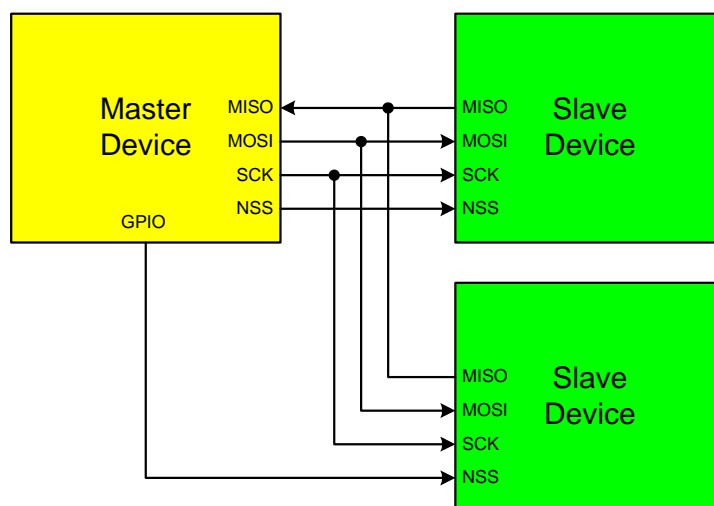 Master
Device
MISO
MOSI
SCK
NSS
GPIO
MISO
MOSI
SCK
NSS
Slave
Device
MISO
MOSI
SCK
NSS
Slave
Device